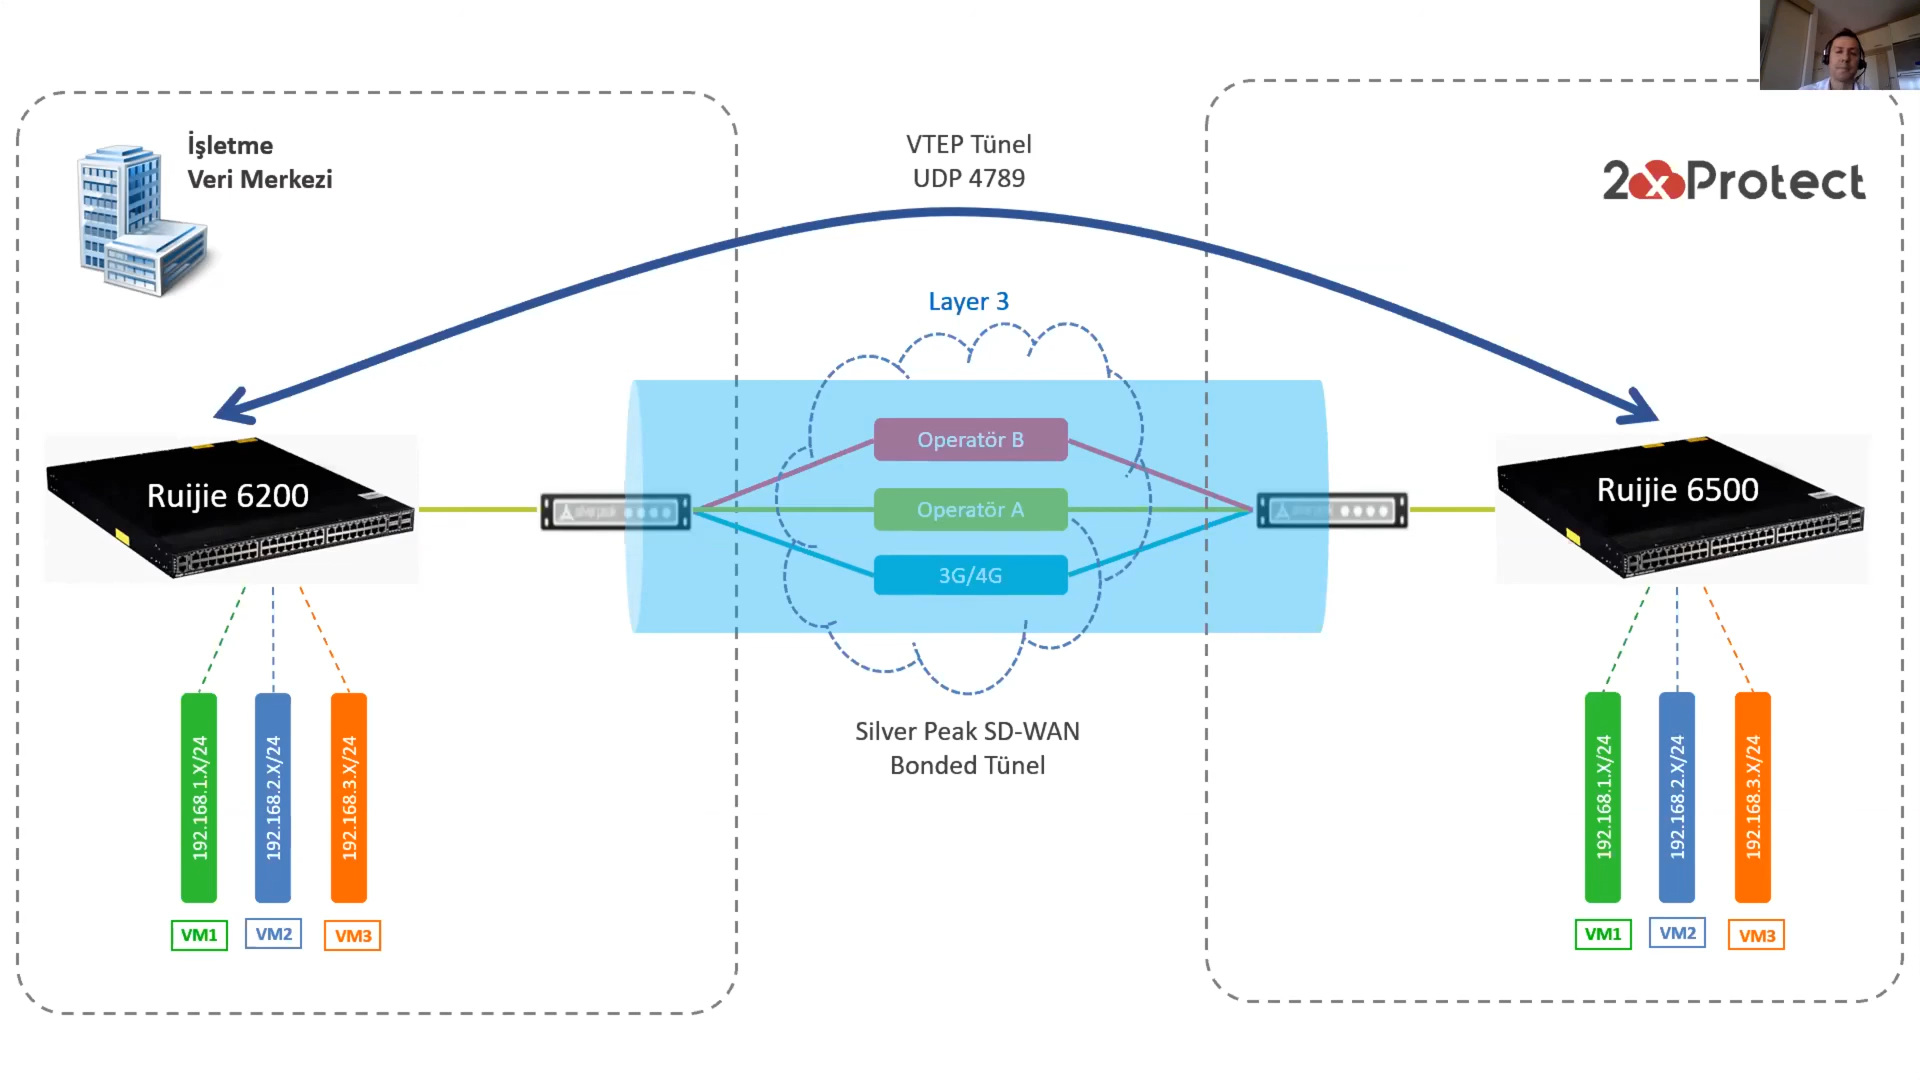 İşletme
Veri Merkezi
VTEP Tünel
UDP 4789
2xProtect
Layer 3
Operatör B
Operatör A
3G/4G
Ruijie 6200
Ruijie 6500
Silver Peak SD-WAN
Bonded Tünel
192.168.1.X/24
192.168.2.X/24
192.168.3.X/24
VM1
VM2
VM3
192.168.1.X/24
192.168.2.X/24
192.168.3.X/24
VM1
VM2
VM3